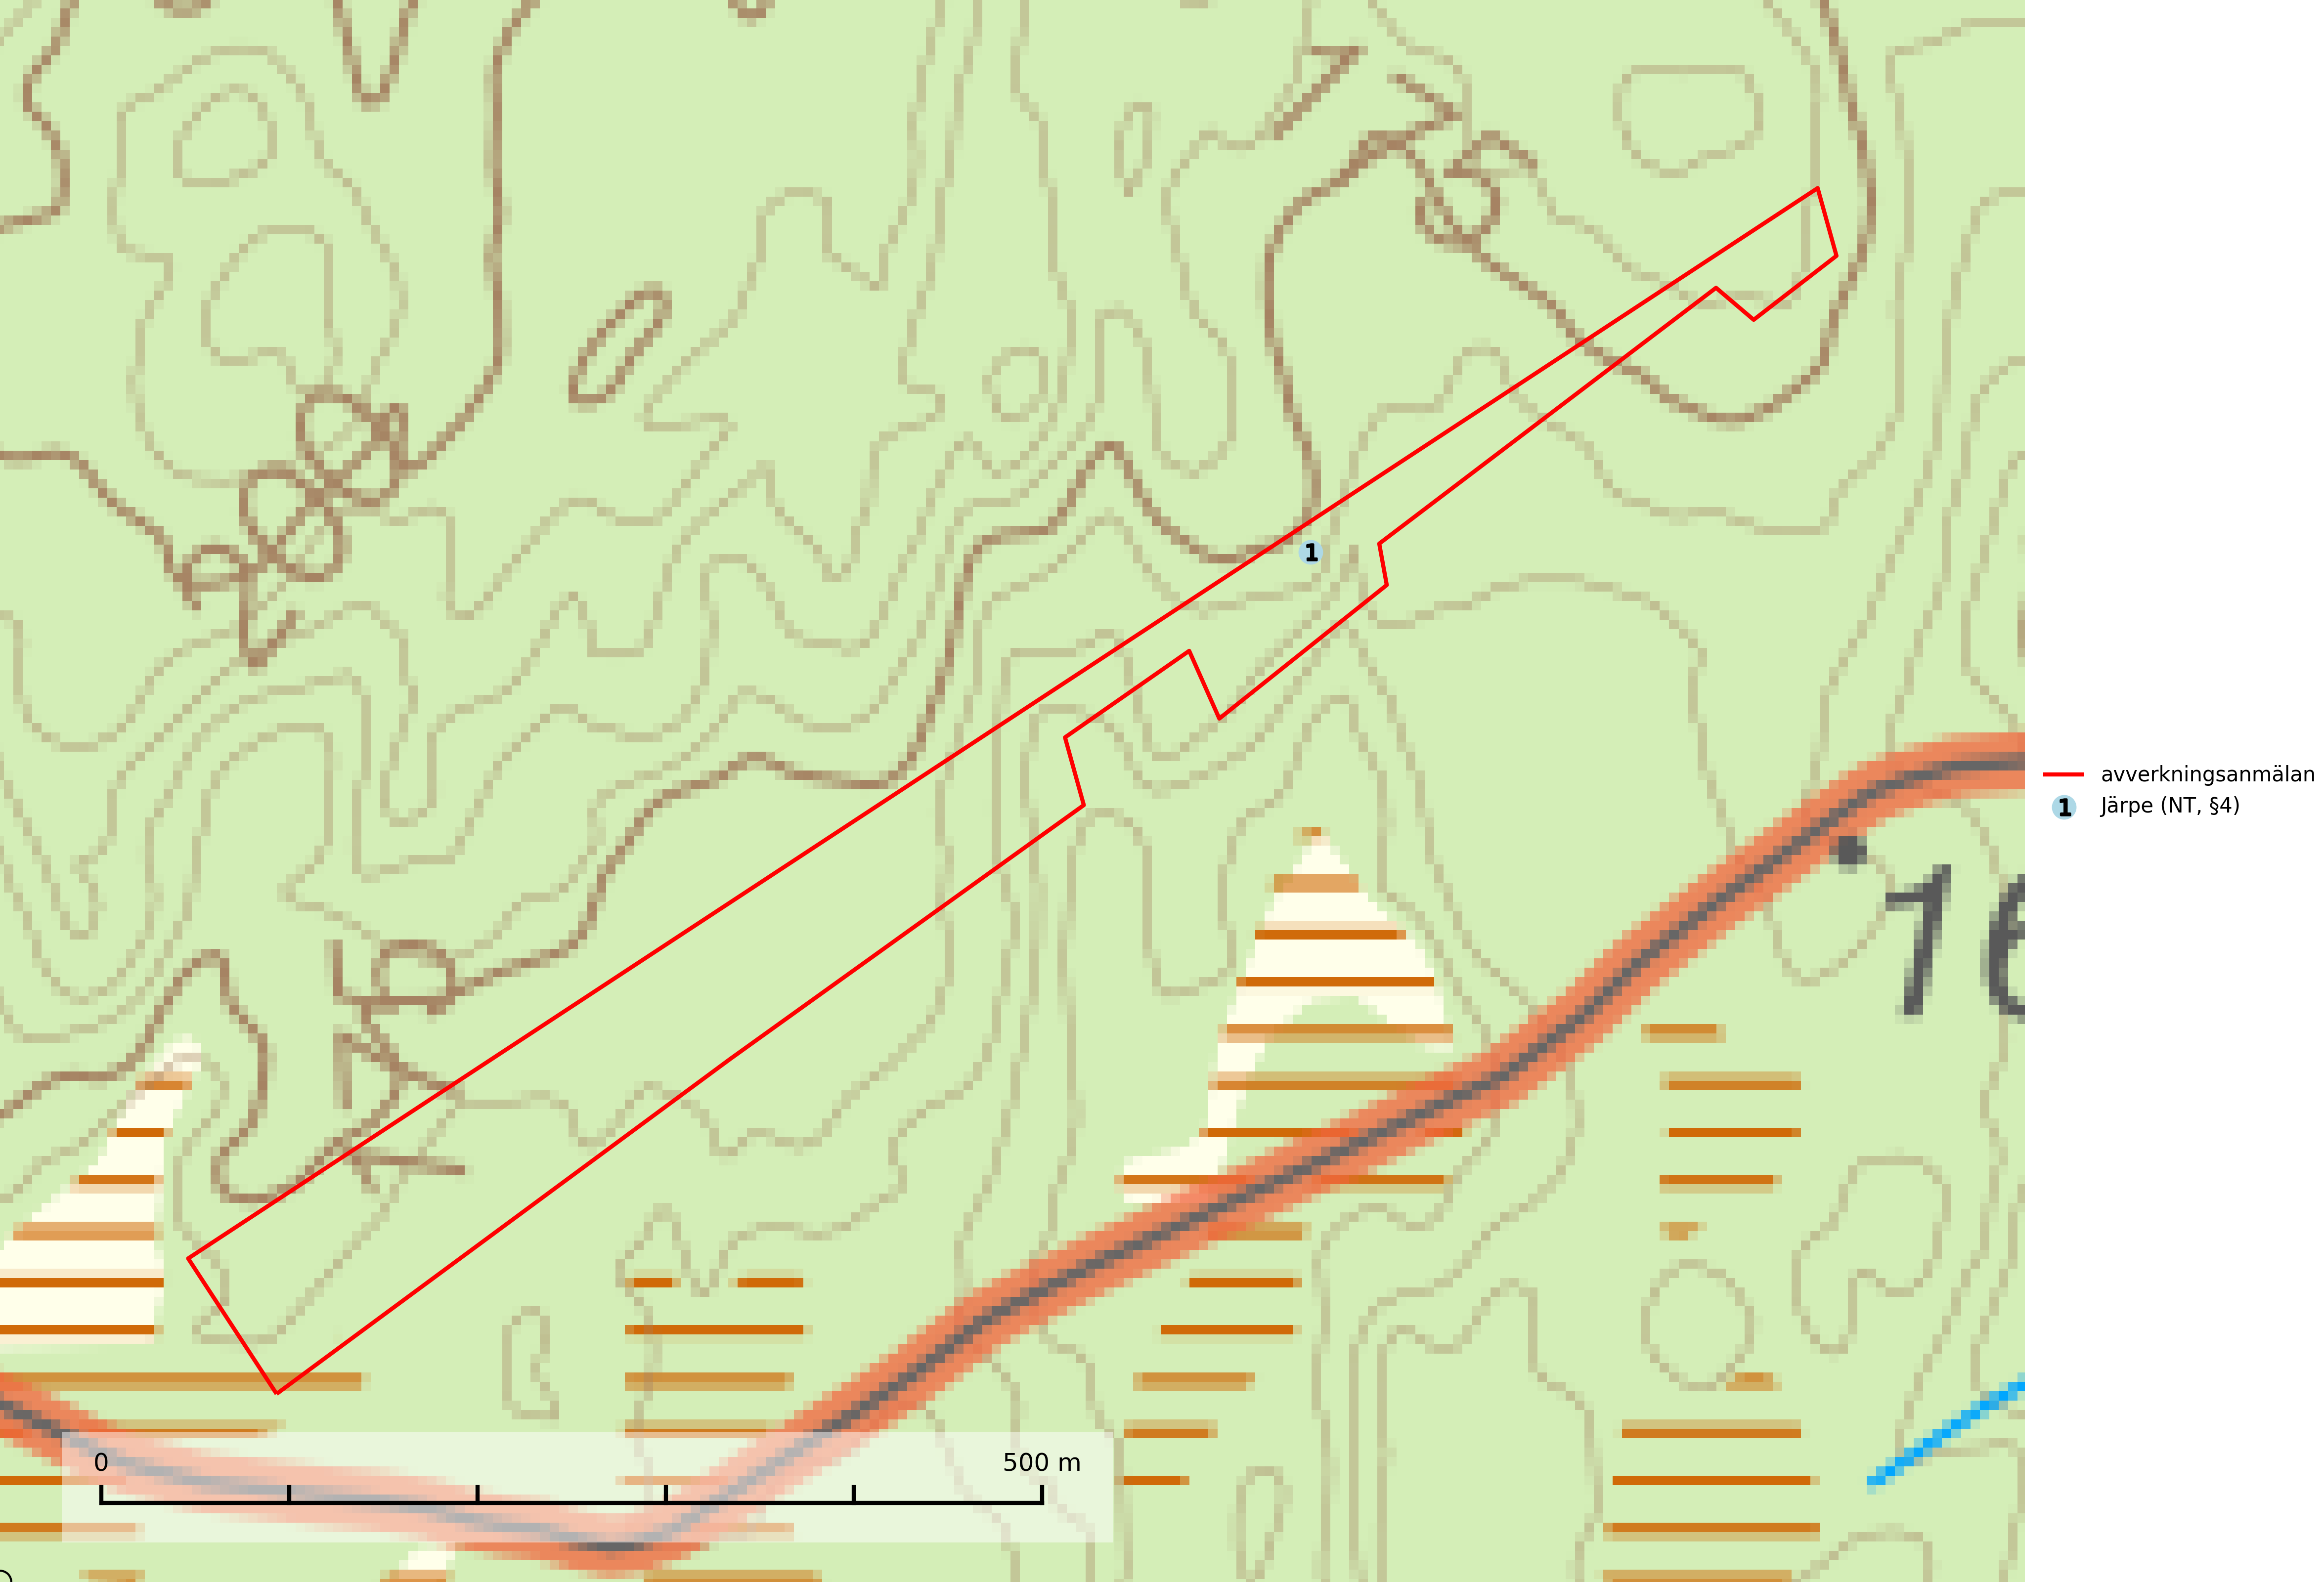 1
avverkningsanmälan
1 Järpe (NT, §4)
0 500 m